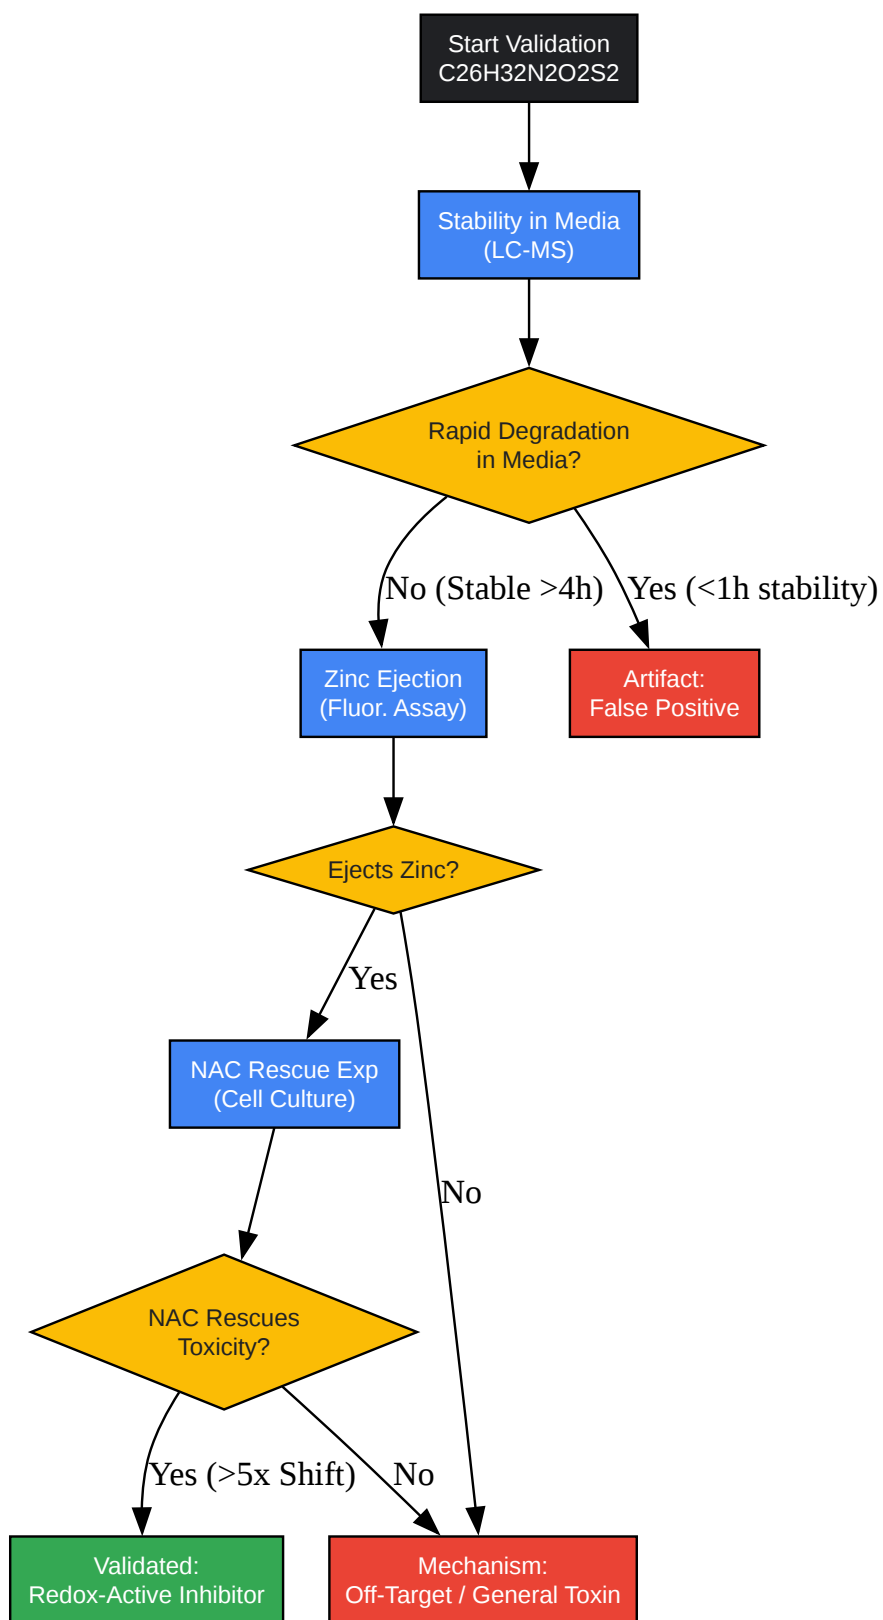 Start Validation
C26H32N2O2S2
Stability in Media
(LC-MS)
Rapid Degradation
in Media?
No (Stable >4h)
Yes (<1h stability)
Zinc Ejection
(Fluor. Assay)
Artifact:
False Positive
Ejects Zinc?
Yes
NAC Rescue Exp
(Cell Culture)
No
NAC Rescues
Toxicity?
Yes (>5x Shift)
No
Validated:
Redox-Active Inhibitor
Mechanism:
Off-Target / General Toxin